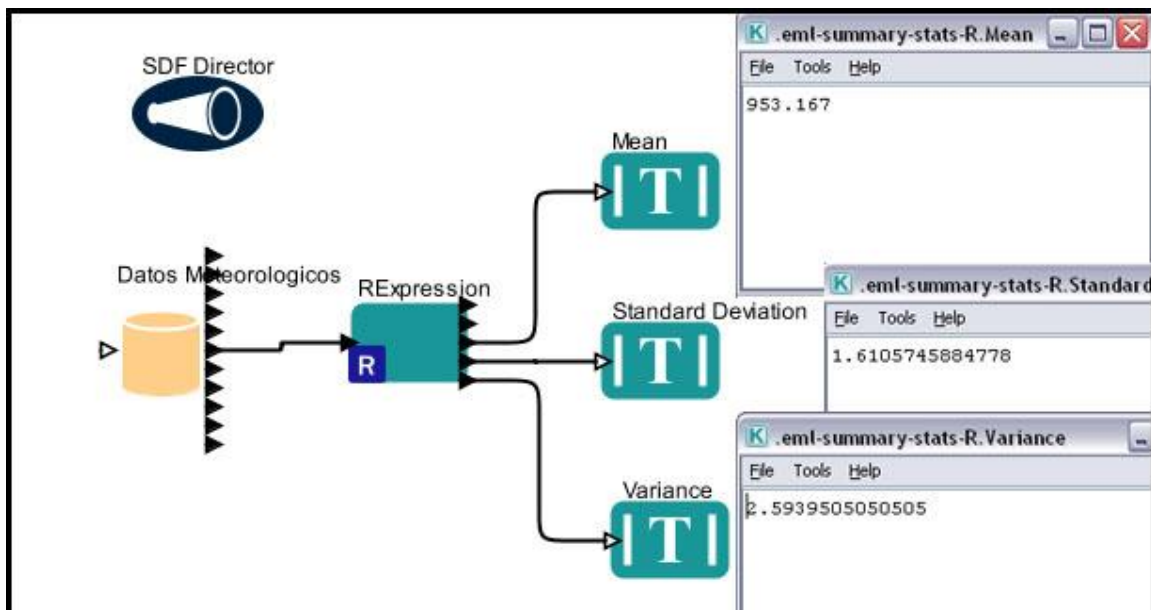 SDF Director
Datos Meteorologicos
RExpression
R
Mean
T
Standard Deviation
T
Variance
T
K .eml-summary-stats-R.Mean
File Tools Help
953.167
K .eml-summary-stats-R.Standard
File Tools Help
1.6105745884778
K .eml-summary-stats-R.Variance
File Tools Help
2.5939505050505